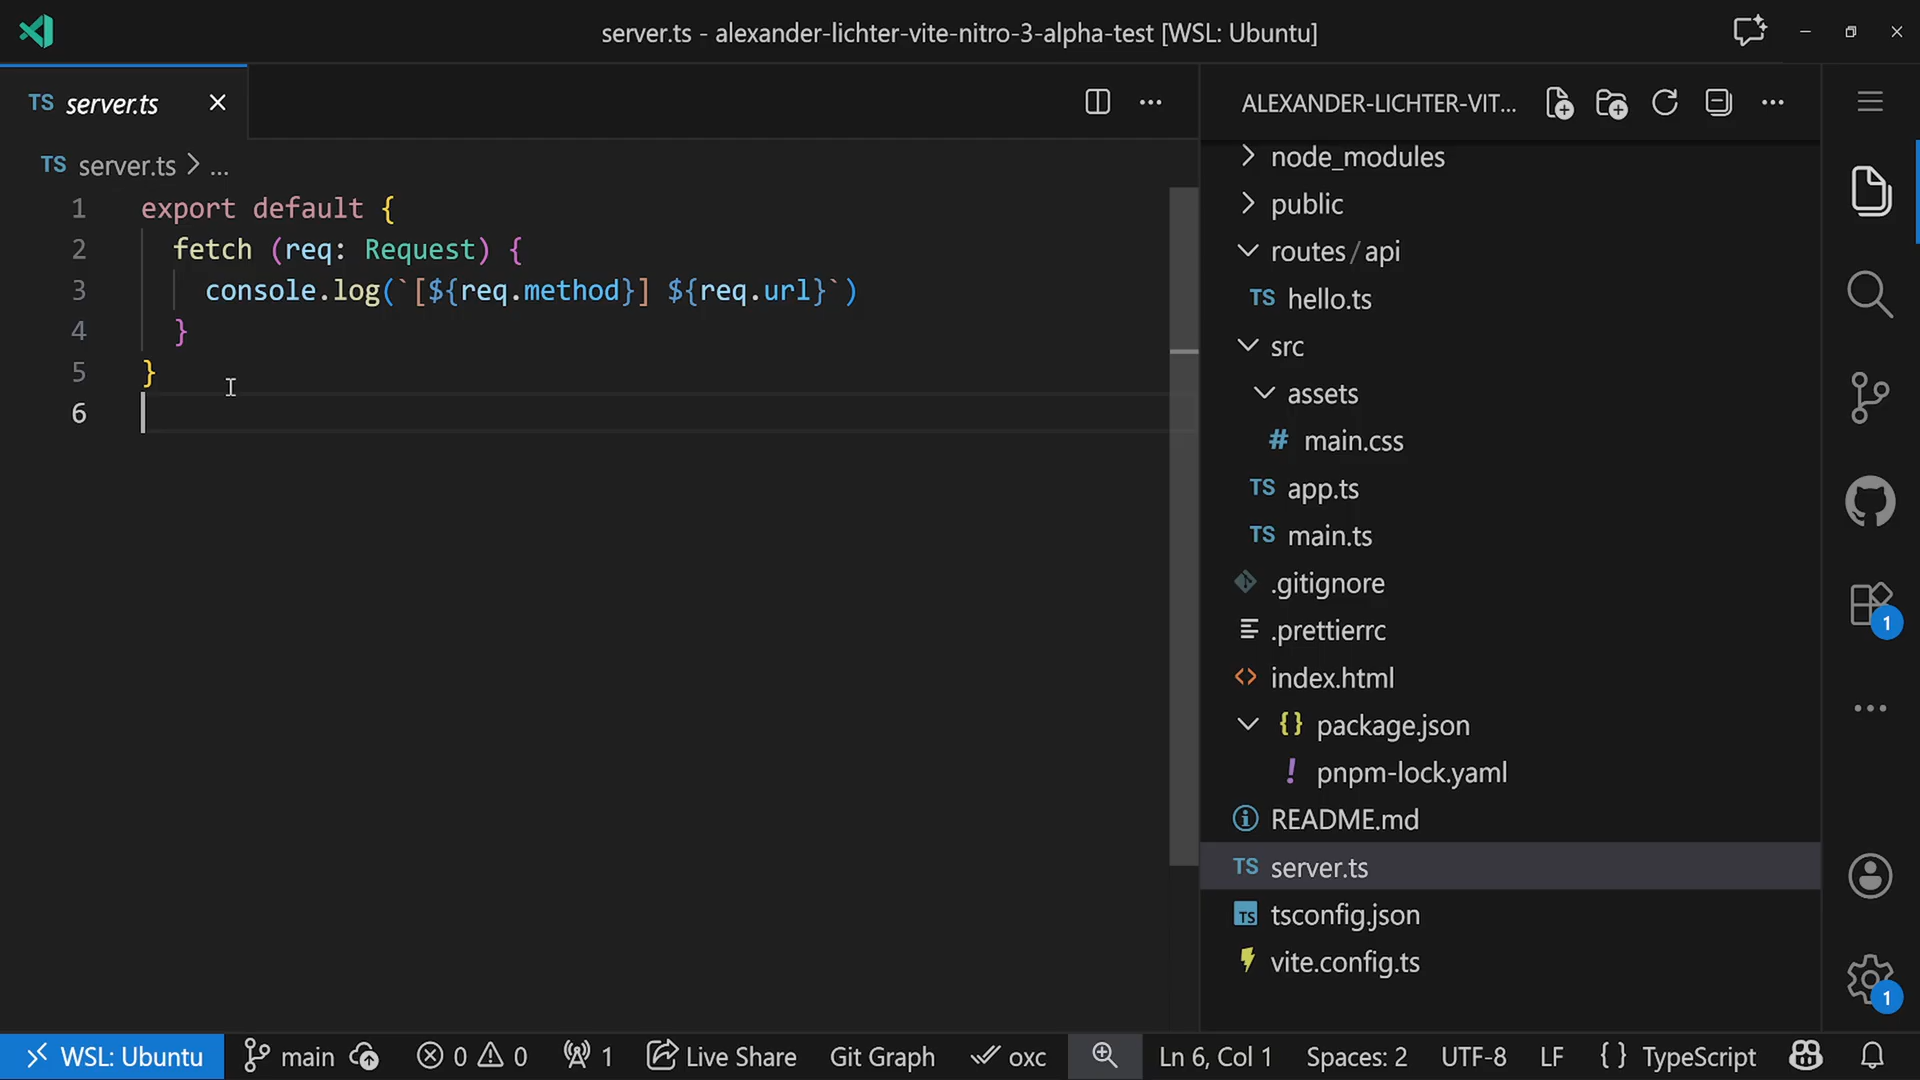 server.ts - alexander-lichter-vite-nitro-3-alpha-test [WSL: Ubuntu]
TS server.ts
TS server.ts > ...
1 export default {
2 fetch (req: Request) {
3 console.log(`[${req.method}] ${req.url}`)
4 }
5 }
6
ALEXANDER-LICHTER-VIT...
node_modules
public
routes/api
TS hello.ts
src
assets
# main.css
TS app.ts
TS main.ts
.gitignore
.prettierrc
<> index.html
{} package.json
! pnpm-lock.yaml
README.md
TS server.ts
TS tsconfig.json
vite.config.ts
1
1
WSL: Ubuntu main 0 0 1 Live Share Git Graph oxc Ln 6, Col 1 Spaces: 2 UTF-8 LF {} TypeScript